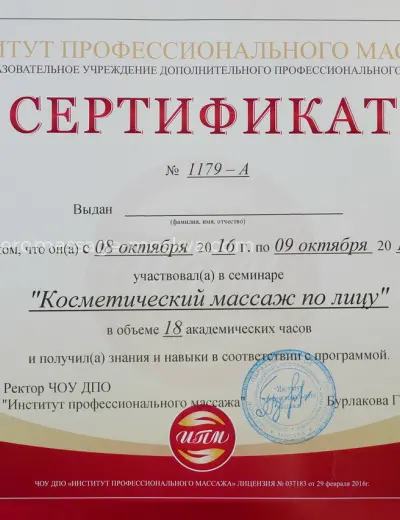 ИТУТ ПРОФЕССИОНАЛЬНОГО МАС
АЗОВАТЕЛЬНОЕ УЧРЕЖДЕНИЕ ДОПОЛНИТЕЛЬНОГО ПРОФЕССИОНАЛЬНОГО
СЕРТИФИКАТ
№ 1179 – А
Выдан
(фамилия, имя, отчество)
том, что он(а) с 08 октября 2016 г. по 09 октября 20
участвовал(а) в семинаре
"Косметический массаж по лицу"
в объеме 18 академических часов
и получил(а) знания и навыки в соответствии с программой.
Ректор ЧОУ ДПО
"Институт профессионального массажа" Бурлакова Г
ИПМ
ЧОУ ДПО «ИНСТИТУТ ПРОФЕССИОНАЛЬНОГО МАССАЖА» ЛИЦЕНЗИЯ № 037183 от 29 февраля 2016г.